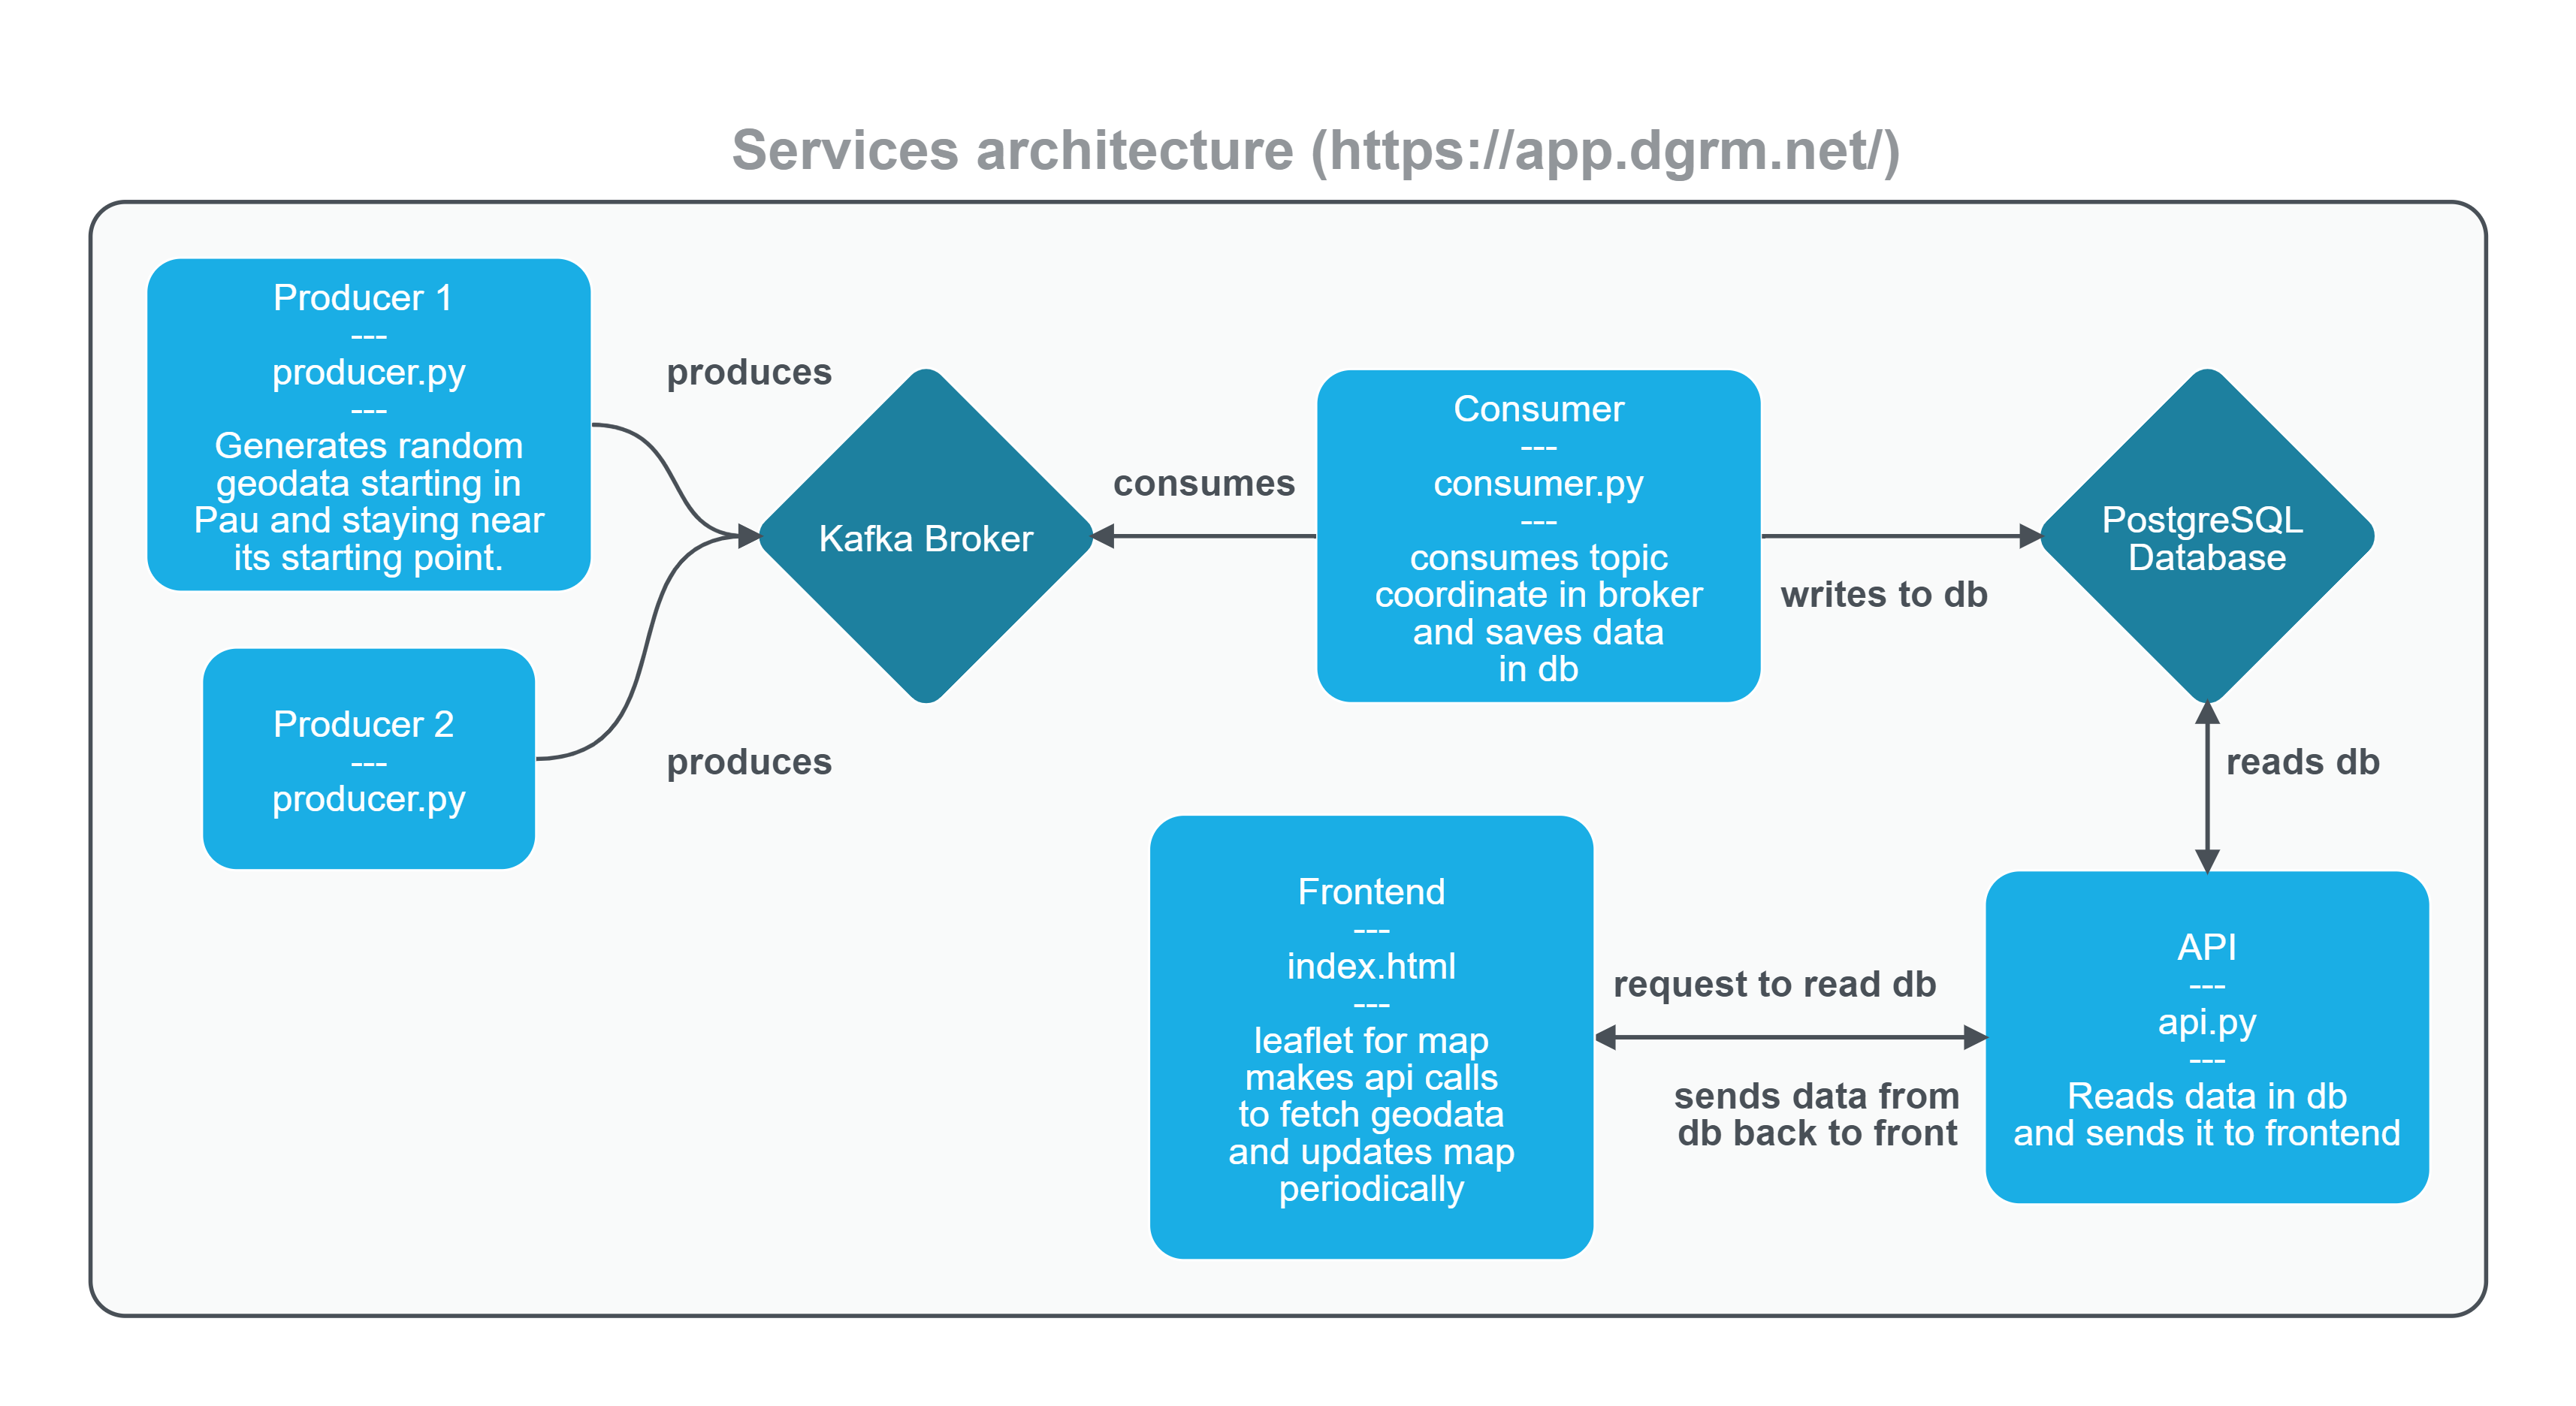 Services architecture (https://app.dgrm.net/)
Producer 1
---
producer.py
---
Generates random
geodata starting in
Pau and staying near
its starting point.
produces
Kafka Broker
consumes
Consumer
---
consumer.py
---
consumes topic
coordinate in broker
and saves data
in db
writes to db
PostgreSQL
Database
Producer 2
---
producer.py
produces
reads db
Frontend
---
index.html
---
leaflet for map
makes api calls
to fetch geodata
and updates map
periodically
request to read db
sends data from
db back to front
API
---
api.py
---
Reads data in db
and sends it to frontend